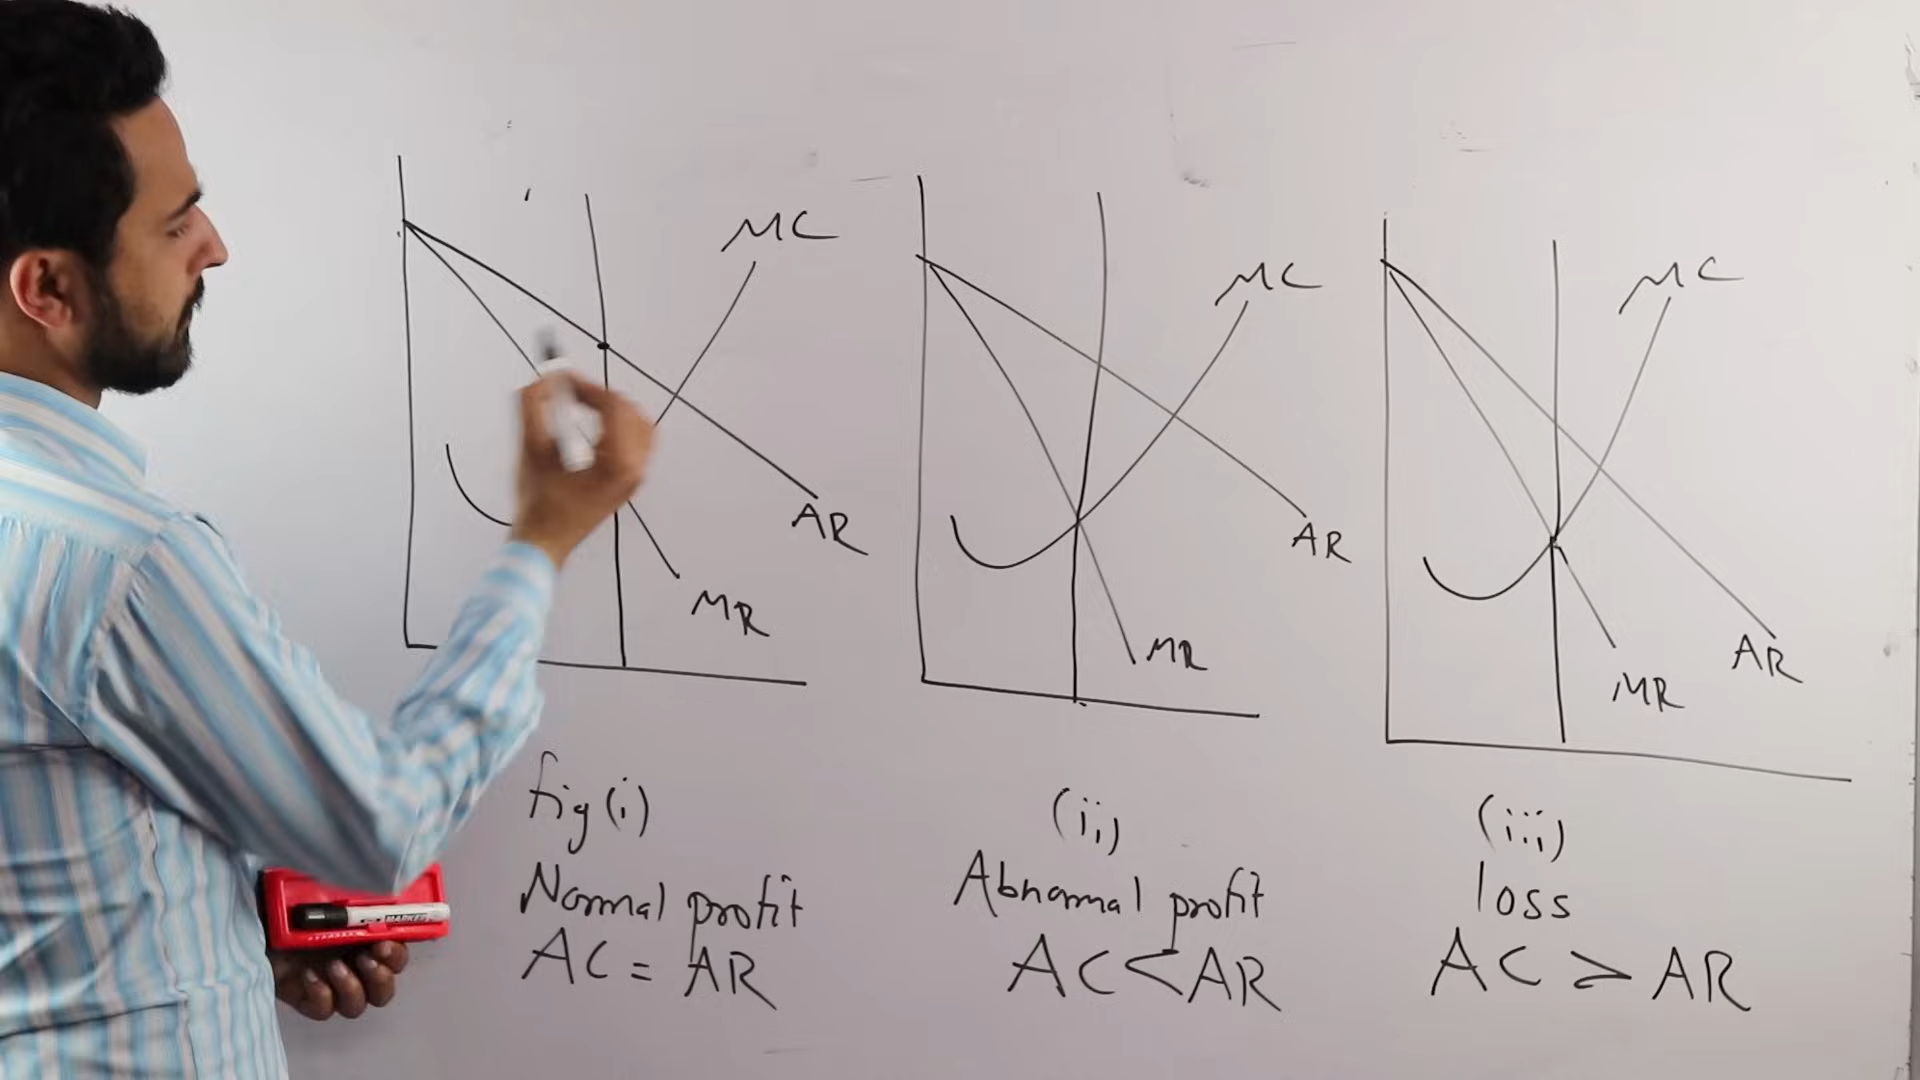 MC
AR
MR
fig (i)
Normal profit
AC = AR
MC
AR
MR
(ii)
Abnormal profit
AC < AR
MC
AR
MR
(iii)
loss
AC > AR
MARKER